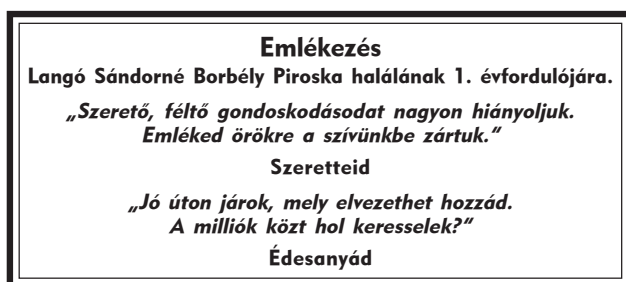 Emlékezés
Langó Sándorné Borbély Piroska halálának 1. évfordulójára.
„Szerető, féltő gondoskodásodat nagyon hiányoljuk.
Emléked örökre a szívünkbe zártuk.”
Szeretteid
„Jó úton járok, mely elvezethet hozzád.
A milliók közt hol keresselek?”
Édesanyád